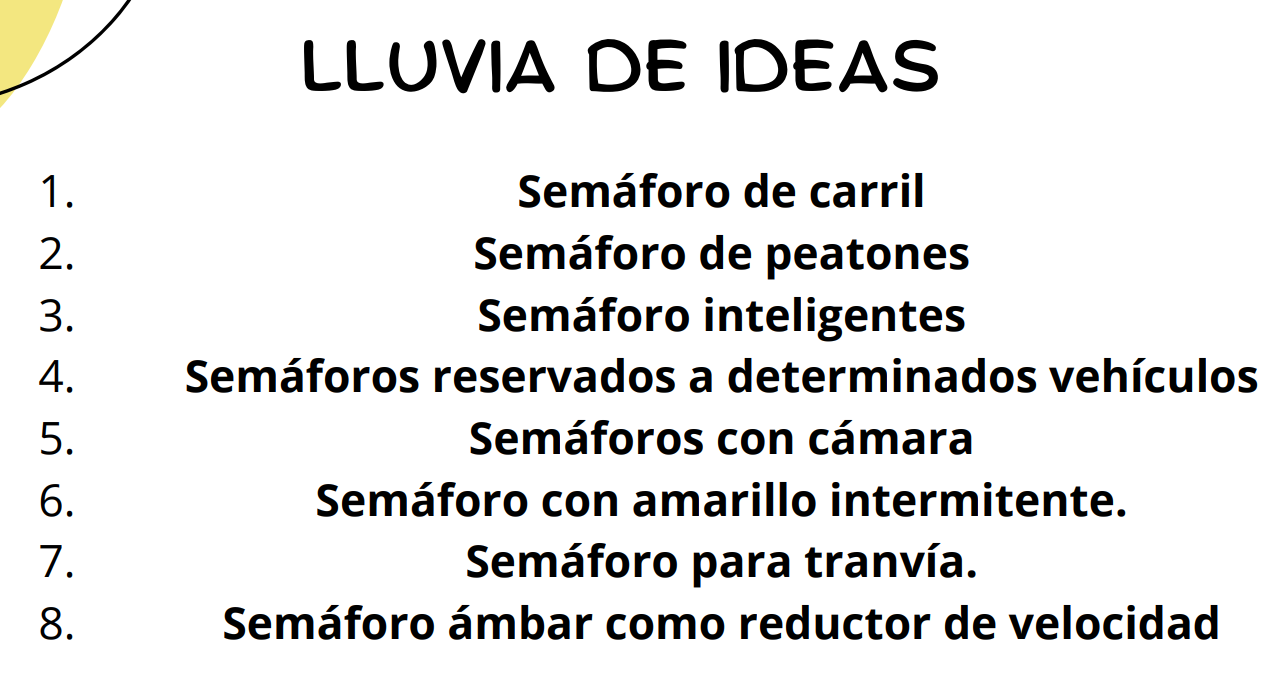 LLUVIA DE IDEAS
1. Semáforo de carril
2. Semáforo de peatones
3. Semáforo inteligentes
4. Semáforos reservados a determinados vehículos
5. Semáforos con cámara
6. Semáforo con amarillo intermitente.
7. Semáforo para tranvía.
8. Semáforo ámbar como reductor de velocidad